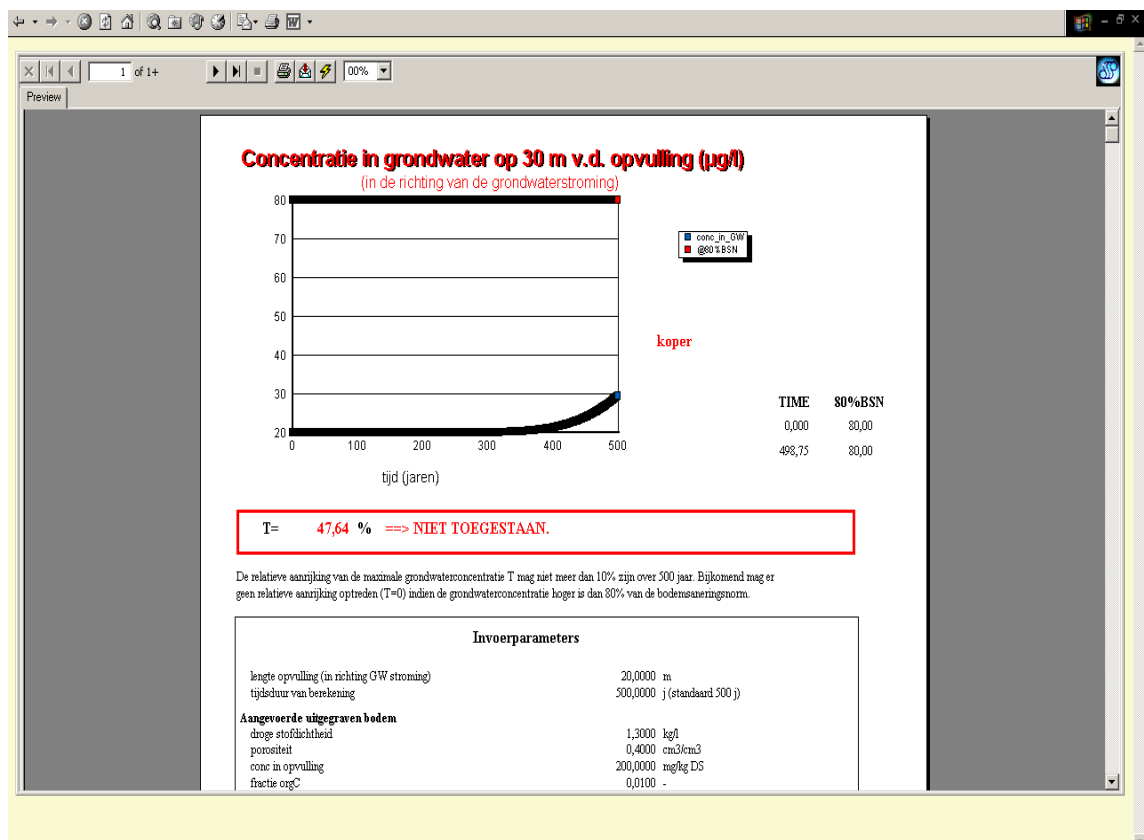 1 of 1+
00%
Preview
Concentratie in grondwater op 30 m v.d. opvulling (µg/l)
(in de richting van de grondwaterstroming)
80
70
60
50
40
30
20
0 100 200 300 400 500
tijd (jaren)
conc_in_GW
@80%BSN
koper
TIME 80%BSN
0,000 80,00
498,75 80,00
T= 47,64 % ==> NIET TOEGESTAAN.
De relatieve aanrijking van de maximale grondwaterconcentratie T mag niet meer dan 10% zijn over 500 jaar. Bijkomend mag er
geen relatieve aanrijking optreden (T=0) indien de grondwaterconcentratie hoger is dan 80% van de bodemsaneringsnorm.
Invoerparameters
lengte opvulling (in richting GW stroming) 20,0000 m
tijdsduur van berekening 500,0000 j (standaard 500 j)
Aangevoerde uitgegraven bodem
droge stofdichtheid 1,3000 kg/l
porositeit 0,4000 cm3/cm3
conc in opvulling 200,0000 mg/kg DS
fractie orgC 0,0100 -